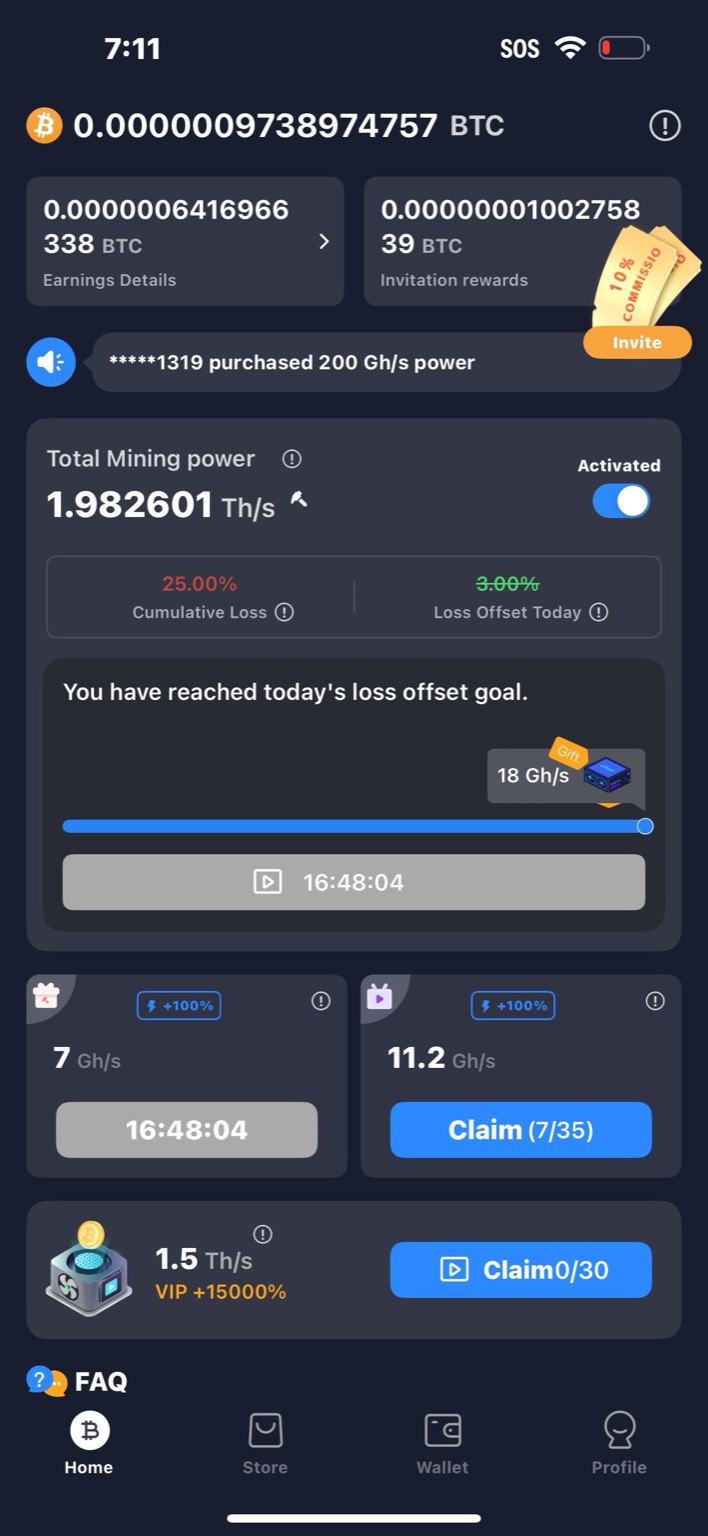 7:11
SOS
0.0000009738974757 BTC
0.0000006416966
338 BTC
Earnings Details
0.00000001002758
39 BTC
Invitation rewards
10%
COMMISSIO
Invite
*****1319 purchased 200 Gh/s power
Total Mining power
Activated
1.982601 Th/s
25.00%
Cumulative Loss
3.00%
Loss Offset Today
You have reached today's loss offset goal.
Gift
18 Gh/s
16:48:04
+100%
7 Gh/s
16:48:04
+100%
11.2 Gh/s
Claim (7/35)
1.5 Th/s
VIP +15000%
Claim0/30
FAQ
Home
Store
Wallet
Profile